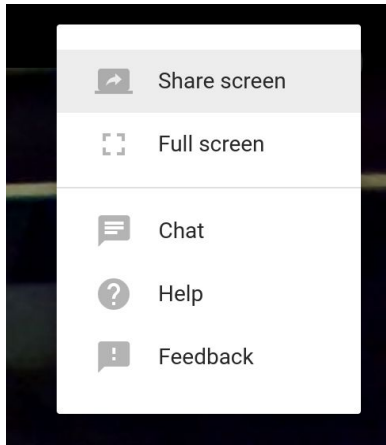 Share screen
Full screen
Chat
Help
Feedback